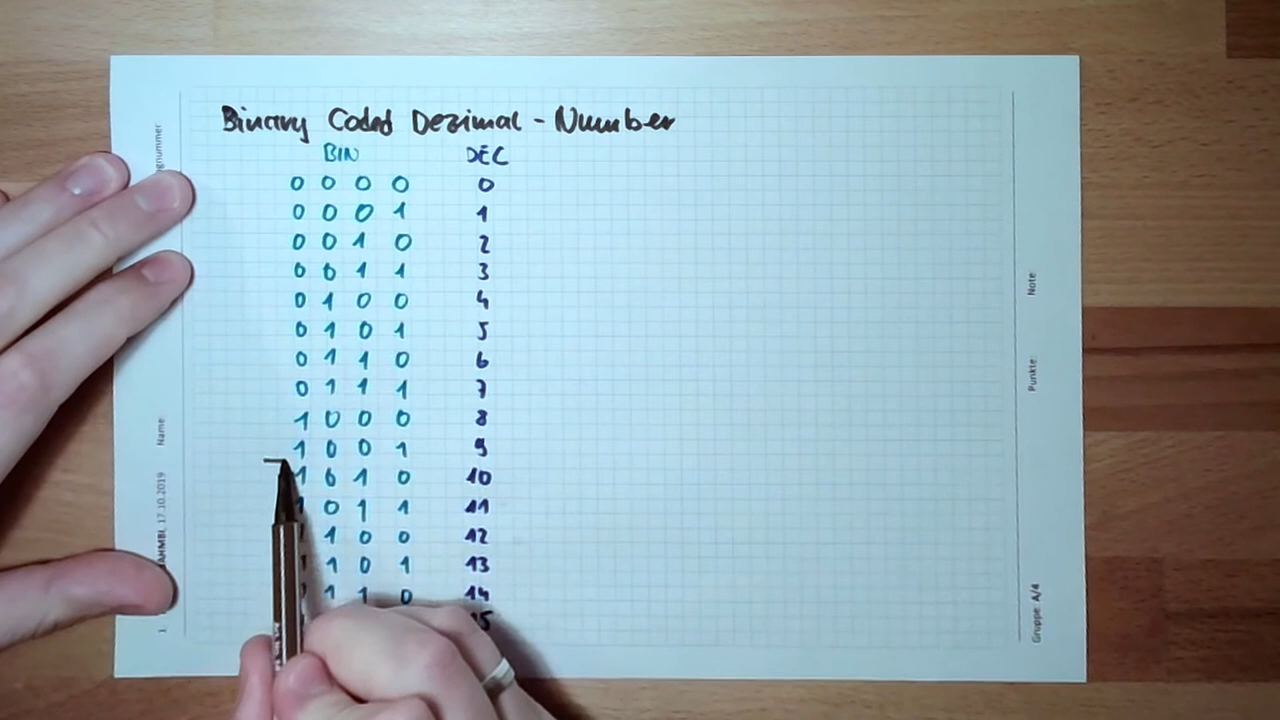 Binary Coded Dezimal - Number
BIN DEC
0 0 0 0 0
0 0 0 1 1
0 0 1 0 2
0 0 1 1 3
0 1 0 0 4
0 1 0 1 5
0 1 1 0 6
0 1 1 1 7
1 0 0 0 8
1 0 0 1 9
1 0 1 0 10
1 0 1 1 11
1 0 0 12
1 0 1 13
1 1 0 14
15
Name:
17.10.2019
1.
Note:
Punkte:
Gruppe: A/4